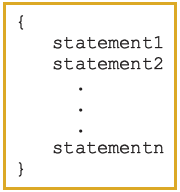 {
statement1
statement2
.
.
.
statementn
}